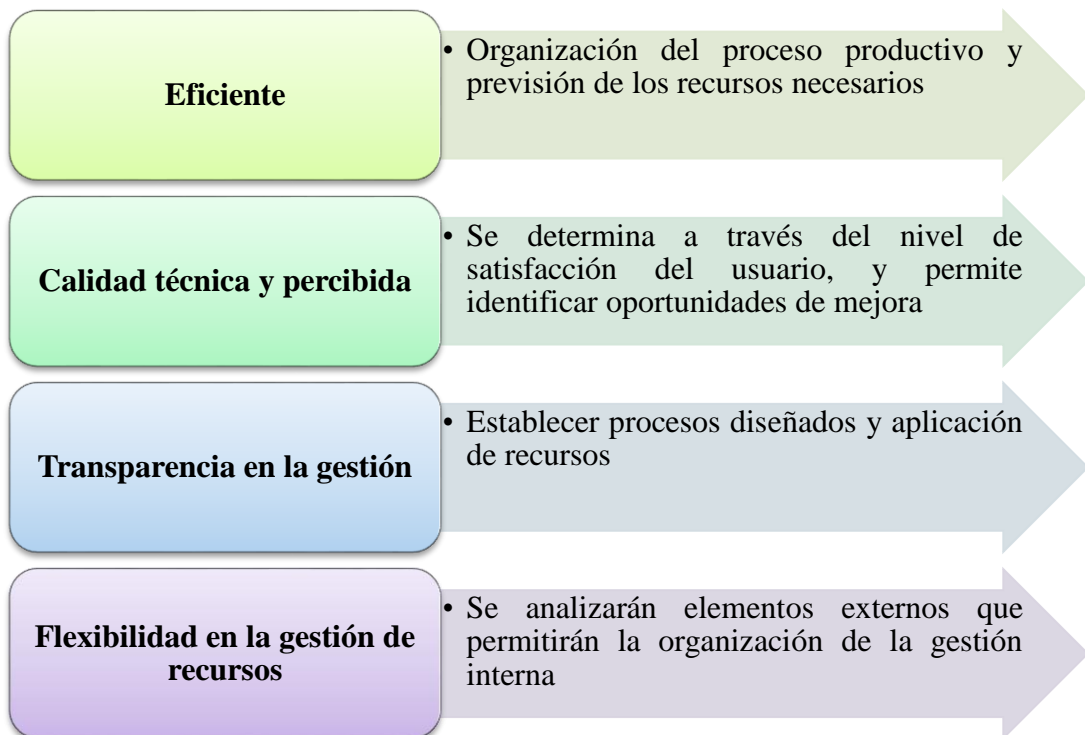 Eficiente
• Organización del proceso productivo y
previsión de los recursos necesarios
Calidad técnica y percibida
• Se determina a través del nivel de
satisfacción del usuario, y permite
identificar oportunidades de mejora
Transparencia en la gestión
• Establecer procesos diseñados y aplicación
de recursos
Flexibilidad en la gestión de
recursos
• Se analizarán elementos externos que
permitirán la organización de la gestión
interna